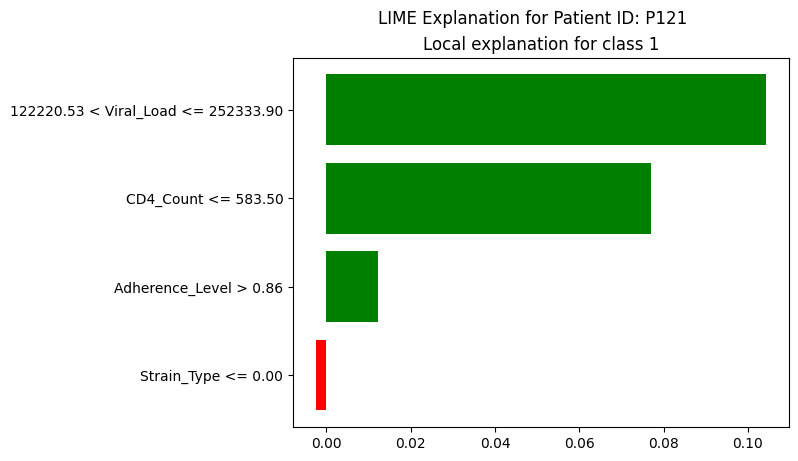 LIME Explanation for Patient ID: P121
Local explanation for class 1
122220.53 < Viral_Load <= 252333.90
CD4_Count <= 583.50
Adherence_Level > 0.86
Strain_Type <= 0.00
0.00 0.02 0.04 0.06 0.08 0.10